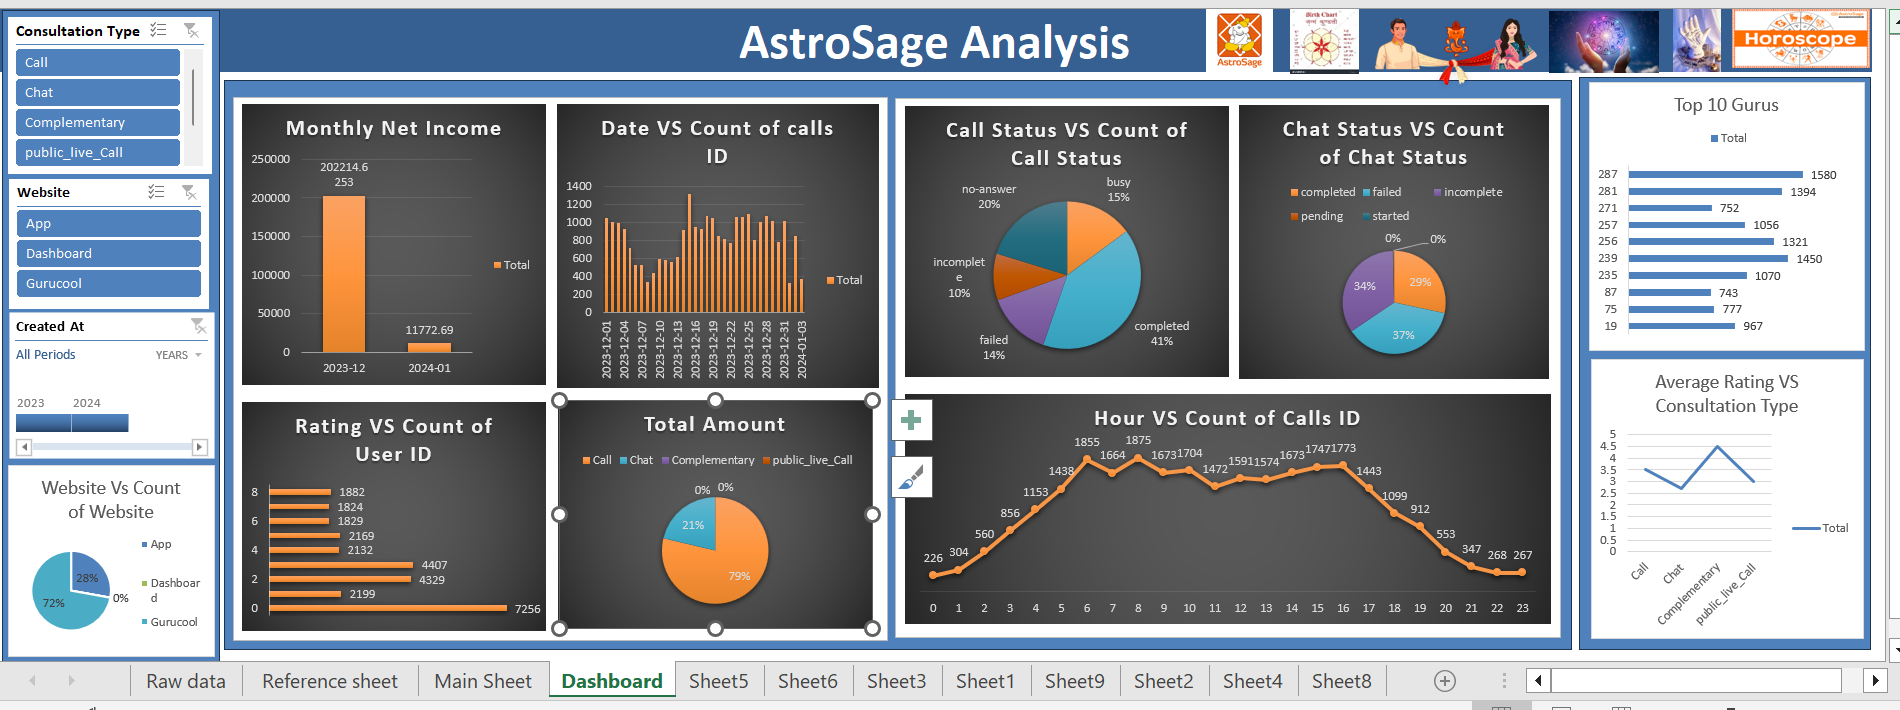 AstroSage Analysis
AstroSage
Birth Chart
जन्म कुण्डली
Horoscope
Consultation Type
Call
Chat
Complementary
public_live_Call
Website
App
Dashboard
Gurucool
Created At
All Periods
YEARS
2023 2024
Website Vs Count
of Website
28%
72%
0%
App
Dashboar
d
Gurucool
Monthly Net Income
250000
200000
150000
100000
50000
0
202214.6
253
11772.69
2023-12 2024-01
Total
Date VS Count of calls
ID
1400
1200
1000
800
600
400
200
0
2023-12-01
2023-12-04
2023-12-07
2023-12-10
2023-12-13
2023-12-16
2023-12-19
2023-12-22
2023-12-25
2023-12-28
2023-12-31
2024-01-03
Total
Rating VS Count of
User ID
8 1882
1824
6 1829
2169
4 2132
4407
2 4329
2199
0 7256
Total Amount
Call Chat Complementary public_live_Call
0% 0%
21%
79%
Call Status VS Count of
Call Status
no-answer
20%
busy
15%
incomplet
e
10%
failed
14%
completed
41%
Chat Status VS Count
of Chat Status
completed failed incomplete
pending started
0% 0%
34% 29%
37%
Hour VS Count of Calls ID
226 304 560 856 1153 1438 1855 1664 1875 1673 1704 1472 1591 1574 1673 1747 1773 1443 1099 912 553 347 268 267
0 1 2 3 4 5 6 7 8 9 10 11 12 13 14 15 16 17 18 19 20 21 22 23
Top 10 Gurus
Total
287 1580
281 1394
271 752
257 1056
256 1321
239 1450
235 1070
87 743
75 777
19 967
Average Rating VS
Consultation Type
5
4.5
4
3.5
3
2.5
2
1.5
1
0.5
0
Call
Chat
Complementary
public_live_Call
Total
Raw data Reference sheet Main Sheet Dashboard Sheet5 Sheet6 Sheet3 Sheet1 Sheet9 Sheet2 Sheet4 Sheet8